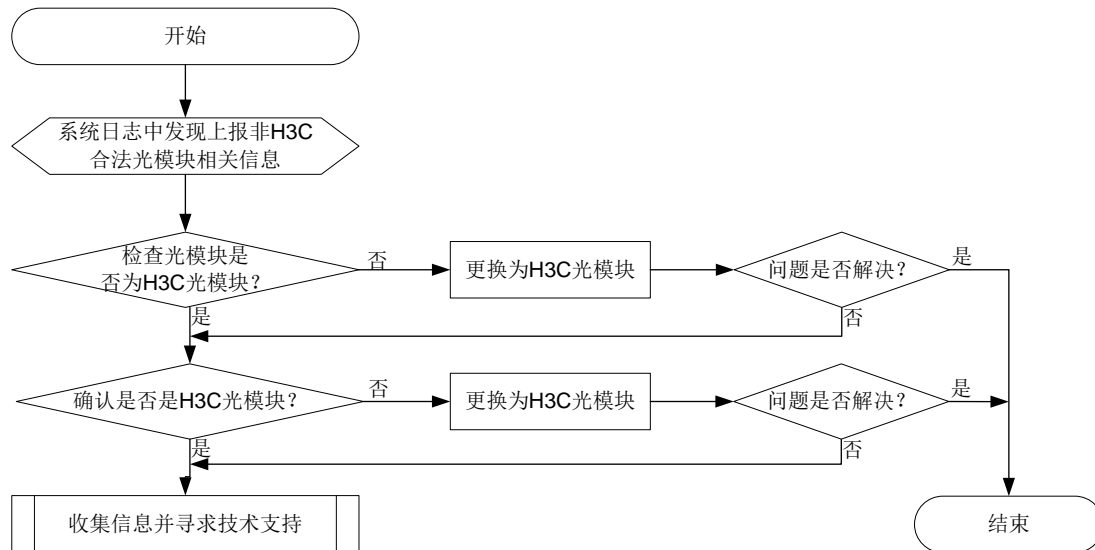 开始
系统日志中发现上报非H3C
合法光模块相关信息
检查光模块是
否为H3C光模块？
否
更换为H3C光模块
问题是否解决？
是
是
否
确认是否是H3C光模块？
否
更换为H3C光模块
问题是否解决？
是
是
否
收集信息并寻求技术支持
结束